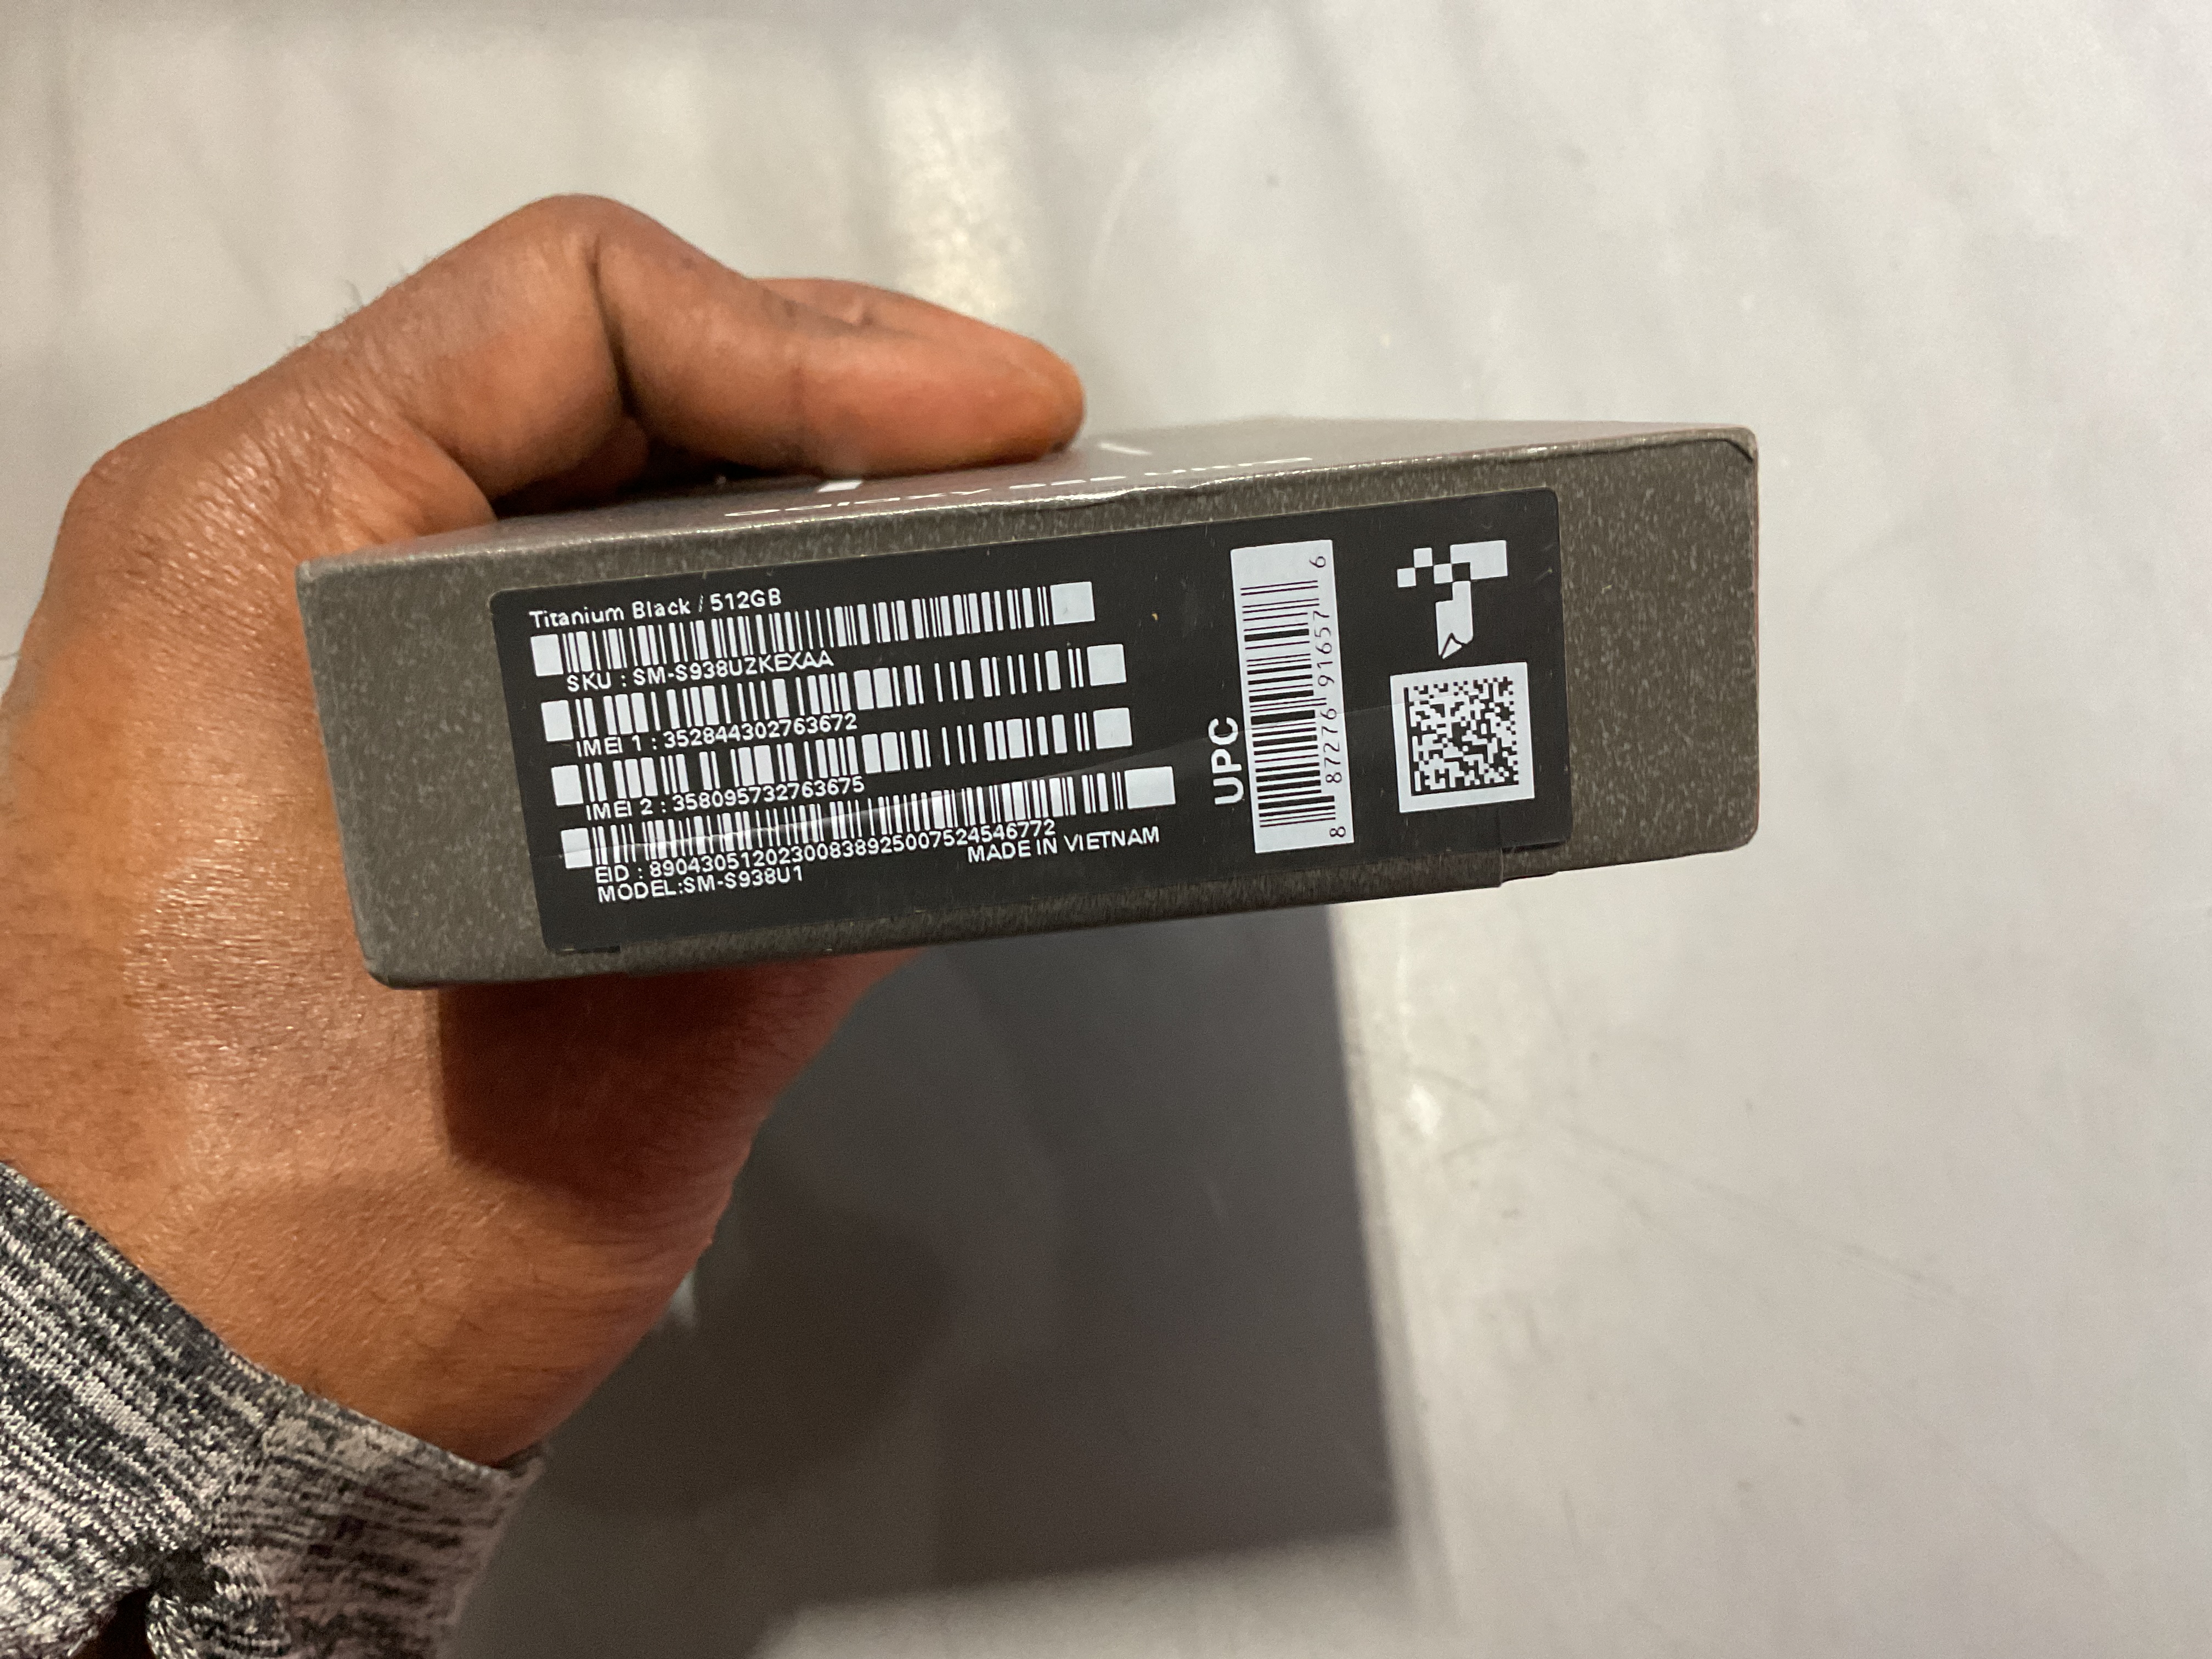 Titanium Black / 512GB
SKU : SM-S938UZKEXAA
IMEI 1 : 352844302763672
IMEI 2 : 358095732763675
EID : 89043051202300838925007524546772
MADE IN VIETNAM
MODEL:SM-S938U1
UPC
8 87276 91657 6